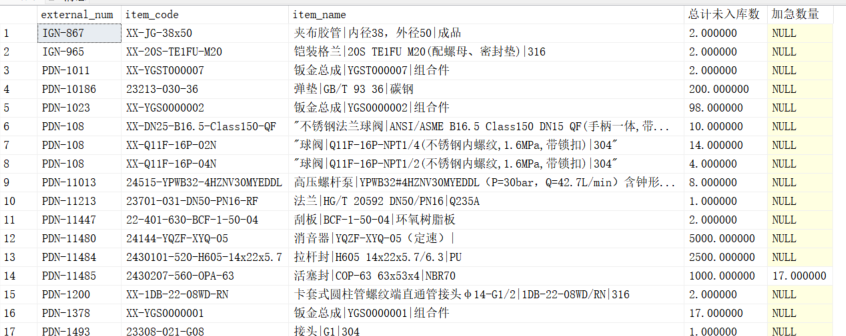 external_num item_code item_name 总计未入库数 加急数量
1 IGN-867 XX-JG-38x50 夹布胶管|内径38，外径50|成品 2.000000 NULL
2 IGN-965 XX-20S-TE1FU-M20 铠装格兰|20S TE1FU M20(配螺母、密封垫)|316 2.000000 NULL
3 PDN-1011 XX-YGST000007 钣金总成|YGST000007|组合件 2.000000 NULL
4 PDN-10186 23213-030-36 弹垫|GB/T 93 36|碳钢 200.000000 NULL
5 PDN-1023 XX-YGS0000002 钣金总成|YGS0000002|组合件 98.000000 NULL
6 PDN-108 XX-DN25-B16.5-Class150-QF "不锈钢法兰球阀|ANSI/ASME B16.5 Class150 DN15 QF(手柄一体,带... 10.000000 NULL
7 PDN-108 XX-Q11F-16P-02N "球阀|Q11F-16P-NPT1/4(不锈钢内螺纹,1.6MPa,带锁扣)|304" 14.000000 NULL
8 PDN-108 XX-Q11F-16P-04N "球阀|Q11F-16P-NPT1/2(不锈钢内螺纹,1.6MPa,带锁扣)|304" 4.000000 NULL
9 PDN-11013 24515-YPWB32-4HZNV30MYEDDL 高压螺杆泵|YPWB32#4HZNV30MYEDDL（P=30bar，Q=42.7L/min）含钟形... 8.000000 NULL
10 PDN-11213 23701-031-DN50-PN16-RF 法兰|HG/T 20592 DN50/PN16|Q235A 1.000000 NULL
11 PDN-11447 22-401-630-BCF-1-50-04 刮板|BCF-1-50-04|环氧树脂板 2.000000 NULL
12 PDN-11480 24144-YQZF-XYQ-05 消音器|YQZF-XYQ-05（定速）| 5000.000000 NULL
13 PDN-11484 2430101-520-H605-14x22x5.7 拉杆封|H605 14x22x5.7/6.3|PU 2500.000000 NULL
14 PDN-11485 2430207-560-OPA-63 活塞封|COP-63 63x53x4|NBR70 1000.000000 17.000000
15 PDN-1200 XX-1DB-22-08WD-RN 卡套式圆柱管螺纹端直通管接头φ14-G1/2|1DB-22-08WD/RN|316 2.000000 NULL
16 PDN-1378 XX-YGS0000001 钣金总成|YGS0000001|组合件 17.000000 NULL
17 PDN-1493 23308-021-G08 接头|G1|304 1.000000 NULL